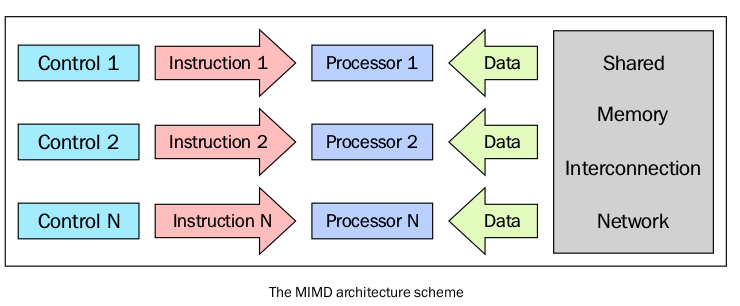 Control 1
Instruction 1
Processor 1
Data
Control 2
Instruction 2
Processor 2
Data
Control N
Instruction N
Processor N
Data
Shared
Memory
Interconnection
Network
The MIMD architecture scheme